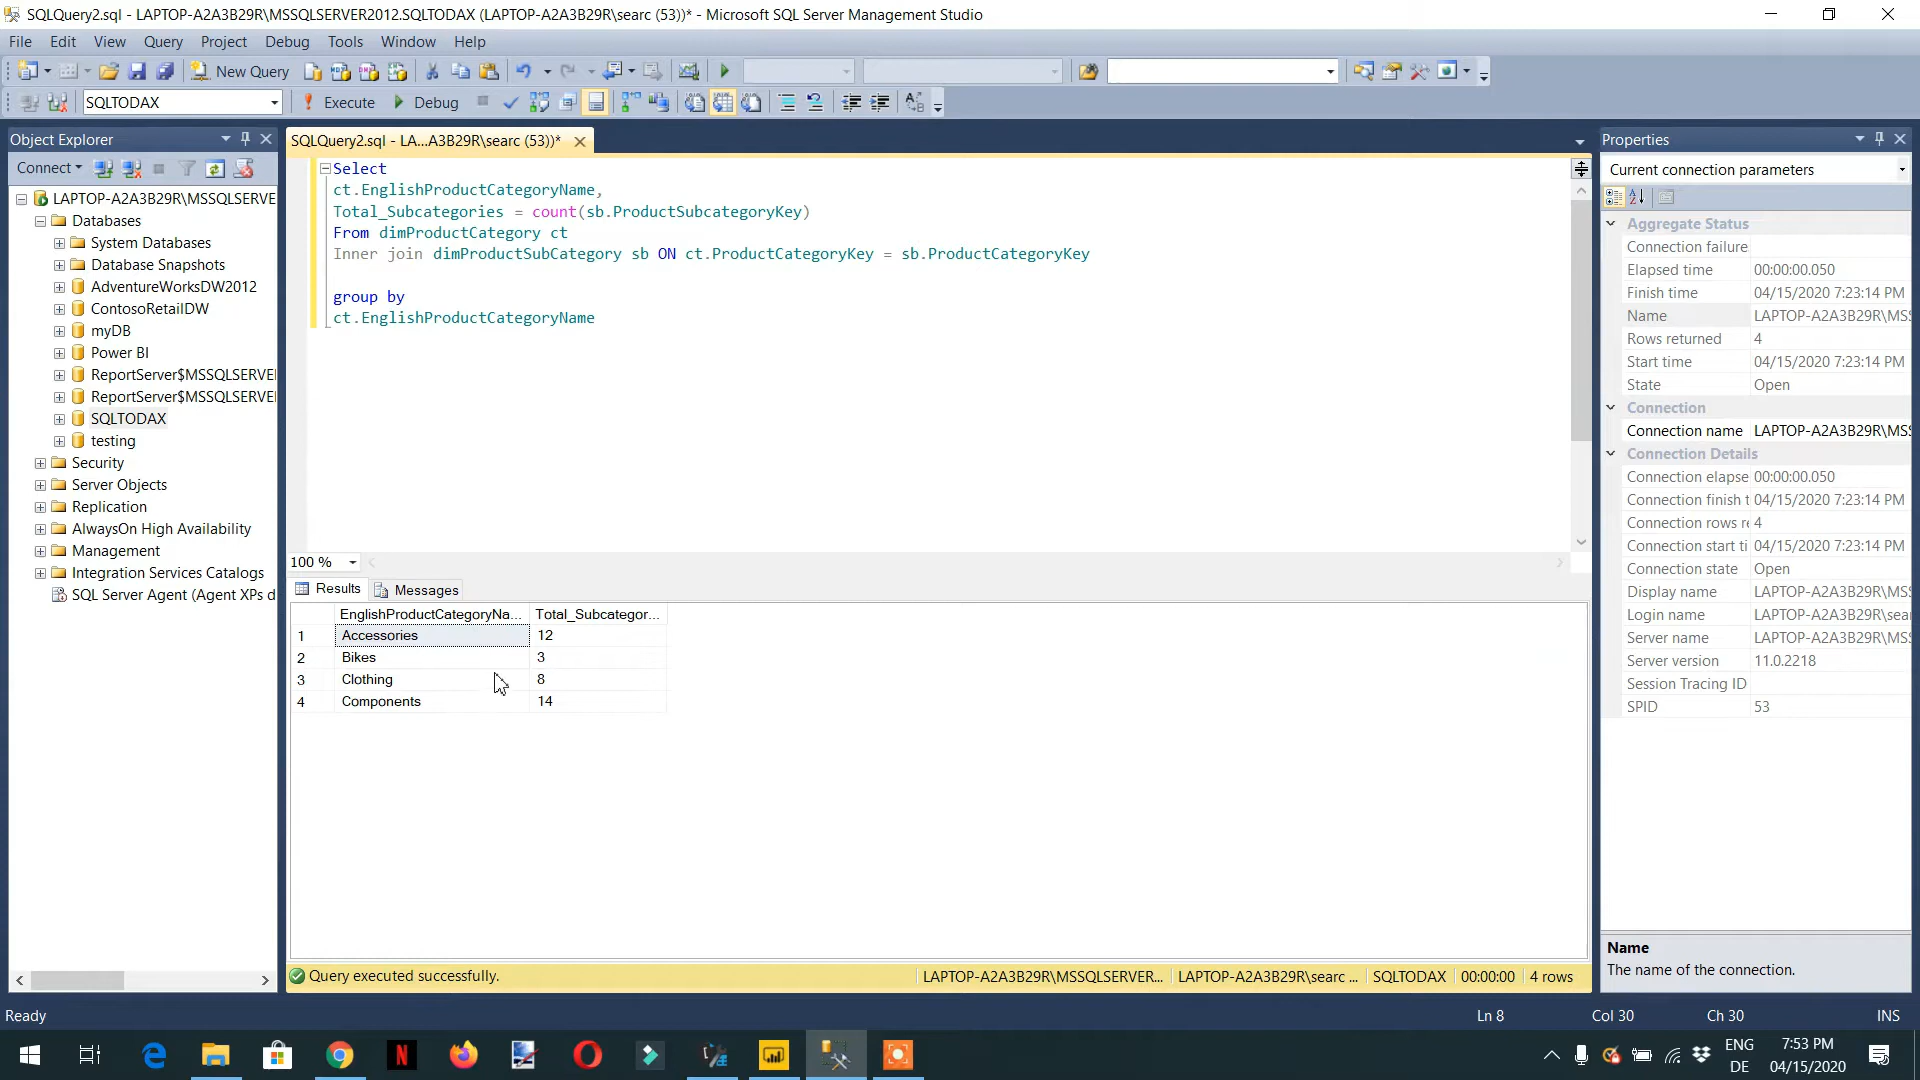 SQLQuery2.sql - LAPTOP-A2A3B29R\MSSQLSERVER2012.SQLTODAX (LAPTOP-A2A3B29R\searc (53))* - Microsoft SQL Server Management Studio
File Edit View Query Project Debug Tools Window Help
New Query
SQLTODAX
Execute Debug
Object Explorer
Connect
LAPTOP-A2A3B29R\MSSQLSERVE
Databases
System Databases
Database Snapshots
AdventureWorksDW2012
ContosoRetailDW
myDB
Power BI
ReportServer$MSSQLSERVE
ReportServer$MSSQLSERVE
SQLTODAX
testing
Security
Server Objects
Replication
AlwaysOn High Availability
Management
Integration Services Catalogs
SQL Server Agent (Agent XPs d
SQLQuery2.sql - LA...A3B29R\searc (53))*
Select
ct.EnglishProductCategoryName,
Total_Subcategories = count(sb.ProductSubcategoryKey)
From dimProductCategory ct
Inner join dimProductSubCategory sb ON ct.ProductCategoryKey = sb.ProductCategoryKey
group by
ct.EnglishProductCategoryName
100 %
Results Messages
EnglishProductCategoryNa... Total_Subcategor...
1 Accessories 12
2 Bikes 3
3 Clothing 8
4 Components 14
Query executed successfully. LAPTOP-A2A3B29R\MSSQLSERVER... LAPTOP-A2A3B29R\searc ... SQLTODAX 00:00:00 4 rows
Properties
Current connection parameters
Aggregate Status
Connection failure
Elapsed time 00:00:00.050
Finish time 04/15/2020 7:23:14 PM
Name LAPTOP-A2A3B29R\MS
Rows returned 4
Start time 04/15/2020 7:23:14 PM
State Open
Connection
Connection name LAPTOP-A2A3B29R\MS
Connection Details
Connection elapse 00:00:00.050
Connection finish t 04/15/2020 7:23:14 PM
Connection rows re 4
Connection start ti 04/15/2020 7:23:14 PM
Connection state Open
Display name LAPTOP-A2A3B29R\MS
Login name LAPTOP-A2A3B29R\sea
Server name LAPTOP-A2A3B29R\MS
Server version 11.0.2218
Session Tracing ID
SPID 53
Name
The name of the connection.
Ready Ln 8 Col 30 Ch 30 INS
ENG
DE
7:53 PM
04/15/2020